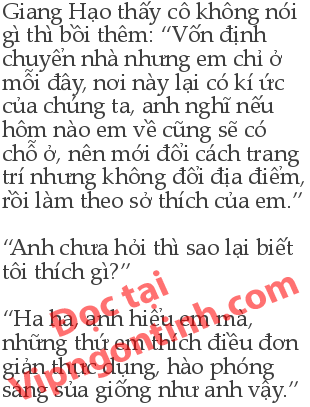 Giang Hạo thấy cô không nói
gì thì bồi thêm: “Vốn định
chuyển nhà nhưng em chỉ ở
mỗi đây, nơi này lại có kí ức
của chúng ta, anh nghĩ nếu
hôm nào em về cũng sẽ có
chỗ ở, nên mới đổi cách trang
trí nhưng không đổi địa điểm,
rồi làm theo sở thích của em.”
“Anh chưa hỏi thì sao lại biết
tôi thích gì?”
“Ha ha, anh hiểu em mà,
những thứ em thích điều đơn
giản thực dụng, hào phóng
sáng sủa giống như anh vậy.”
Đọc tại
Vipngontinh.com